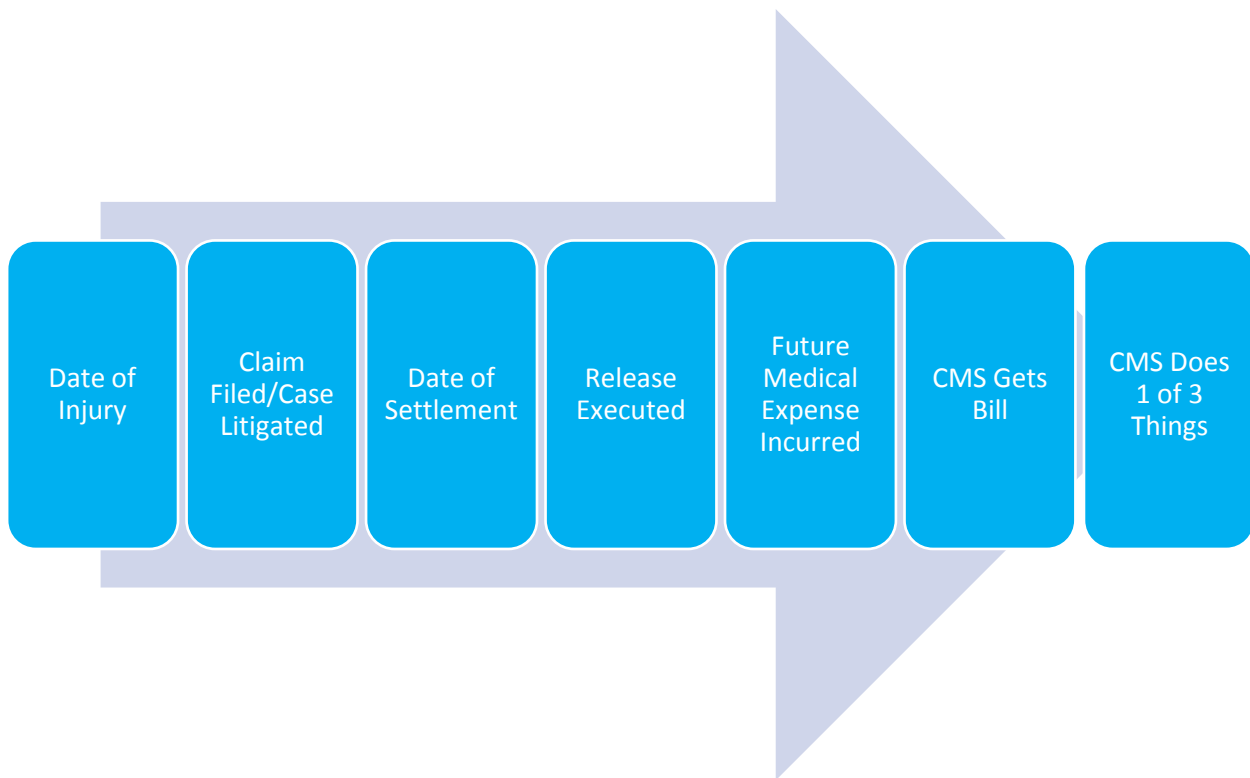 Date of
Injury
Claim
Filed/Case
Litigated
Date of
Settlement
Release
Executed
Future
Medical
Expense
Incurred
CMS Gets
Bill
CMS Does
1 of 3
Things